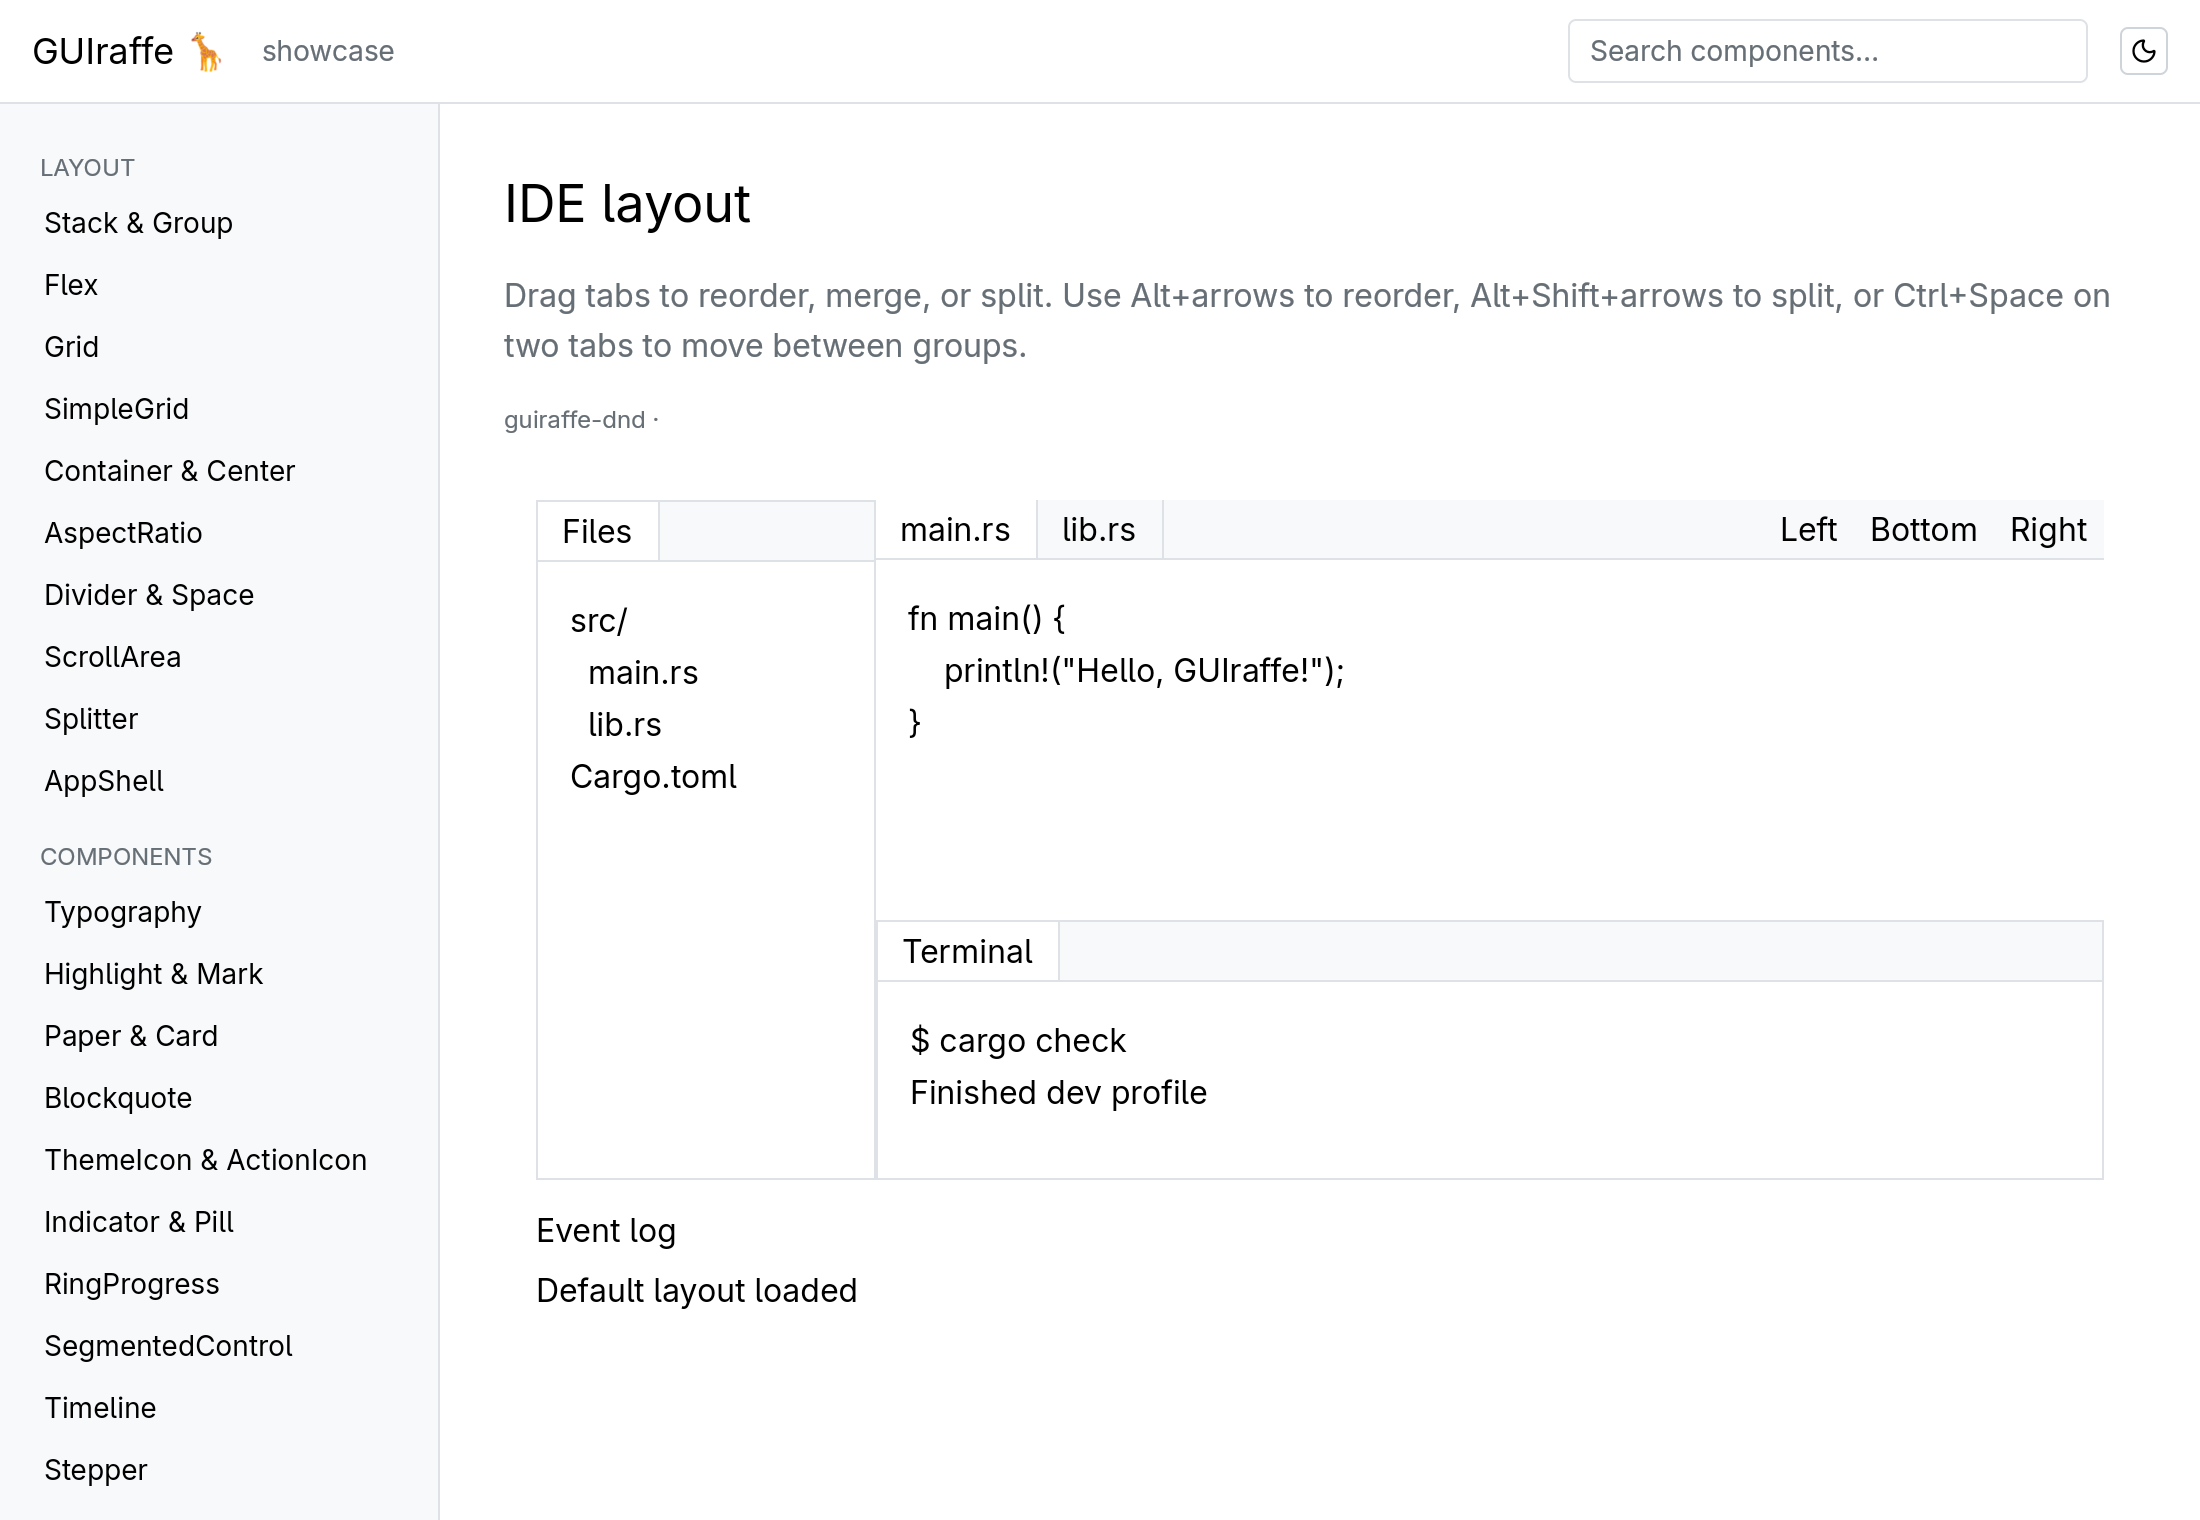 GUIraffe 🦒 showcase
Search components...
LAYOUT
Stack & Group
Flex
Grid
SimpleGrid
Container & Center
AspectRatio
Divider & Space
ScrollArea
Splitter
AppShell
COMPONENTS
Typography
Highlight & Mark
Paper & Card
Blockquote
ThemeIcon & ActionIcon
Indicator & Pill
RingProgress
SegmentedControl
Timeline
Stepper
IDE layout
Drag tabs to reorder, merge, or split. Use Alt+arrows to reorder, Alt+Shift+arrows to split, or Ctrl+Space on
two tabs to move between groups.
guiraffe-dnd ·
Files
src/
  main.rs
  lib.rs
Cargo.toml
main.rs lib.rs Left Bottom Right
fn main() {
    println!("Hello, GUIraffe!");
}
Terminal
$ cargo check
Finished dev profile
Event log
Default layout loaded